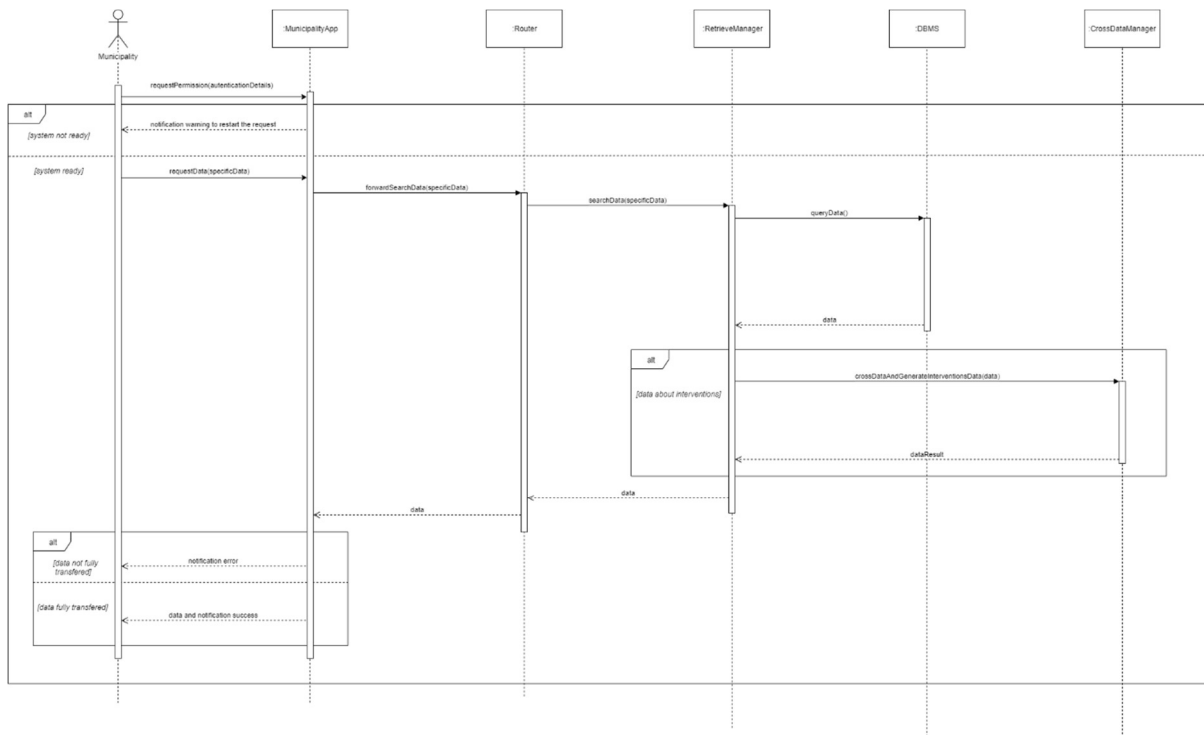 Municipality
:MunicipalityApp
:Router
:RetrieveManager
:DBMS
:CrossDataManager
requestPermission(autenticationDetails)
alt
[system not ready]
notification warning to restart the request
[system ready]
requestData(specificData)
forwardSearchData(specificData)
searchData(specificData)
queryData()
data
alt
[data about interventions]
crossDataAndGenerateInterventionsData(data)
dataResult
data
data
alt
[data not fully
transfered]
notification error
[data fully transfered]
data and notification success